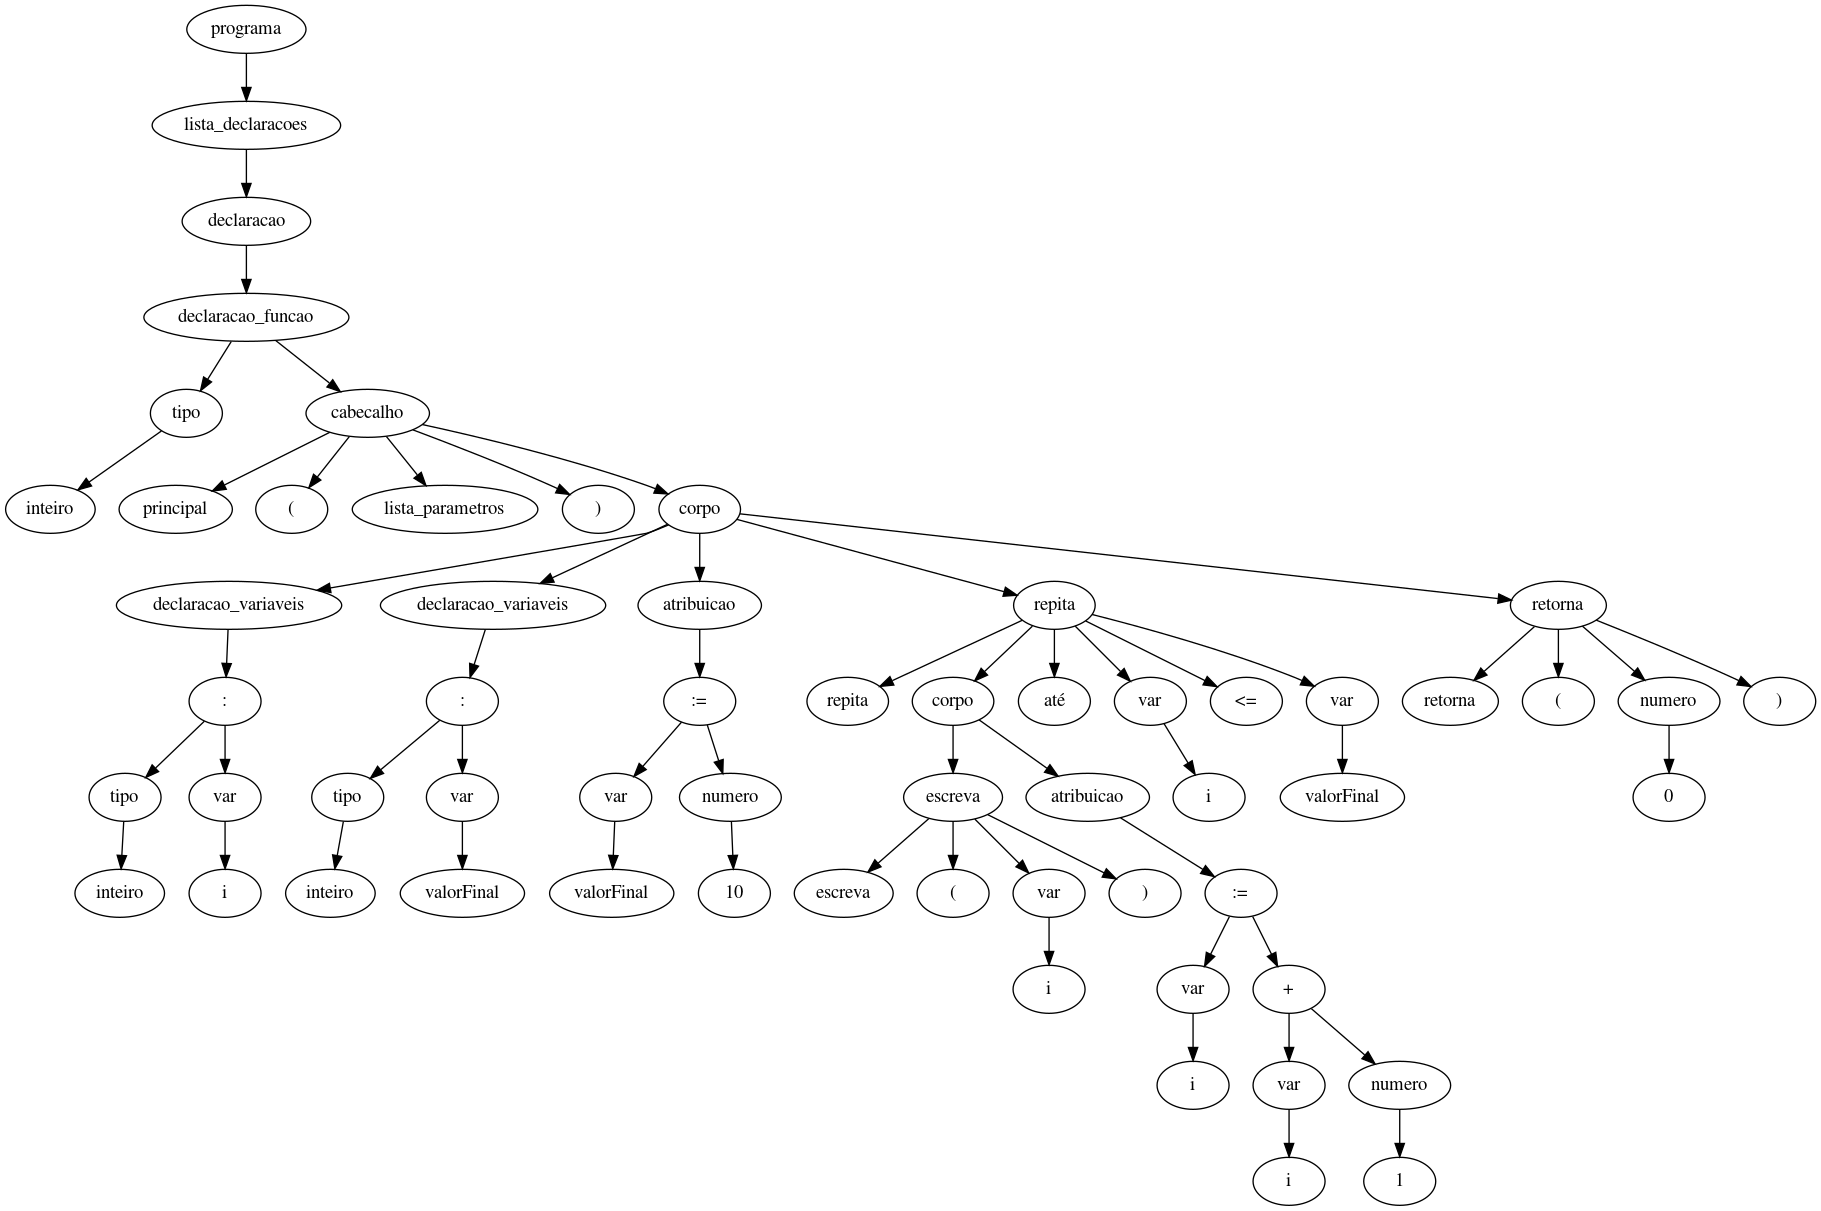 programa
lista_declaracoes
declaracao
declaracao_funcao
tipo
cabecalho
inteiro
principal
(
lista_parametros
)
corpo
declaracao_variaveis
declaracao_variaveis
atribuicao
repita
retorna
:
:
:=
repita
corpo
até
var
<=
var
retorna
(
numero
)
tipo
var
tipo
var
var
numero
escreva
atribuicao
i
valorFinal
0
inteiro
i
inteiro
valorFinal
valorFinal
10
escreva
(
var
)
:=
i
var
+
i
var
numero
i
1